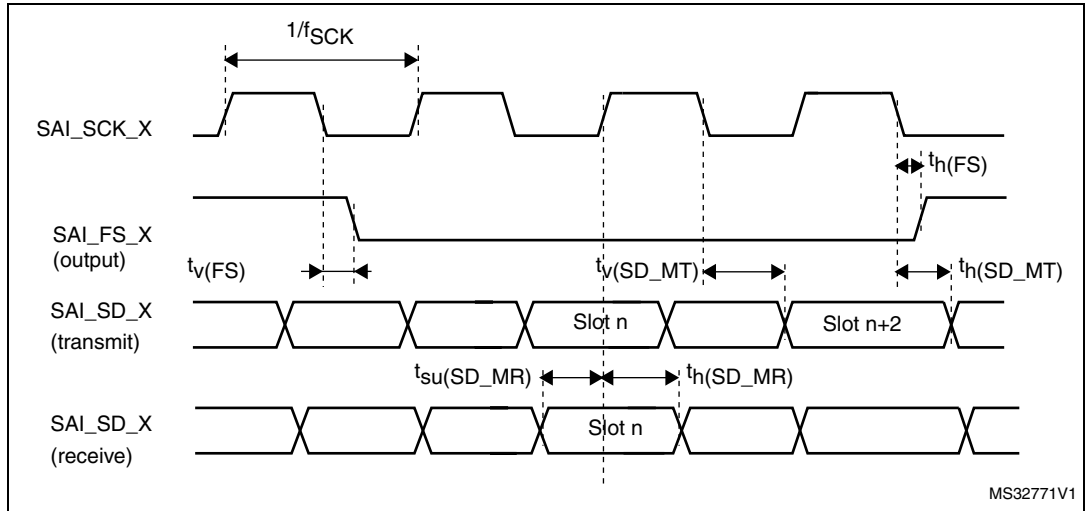 1/fSCK
SAI_SCK_X
th(FS)
SAI_FS_X
(output)
tv(FS)
tv(SD_MT)
th(SD_MT)
SAI_SD_X
(transmit)
Slot n
Slot n+2
tsu(SD_MR)
th(SD_MR)
SAI_SD_X
(receive)
Slot n
MS32771V1